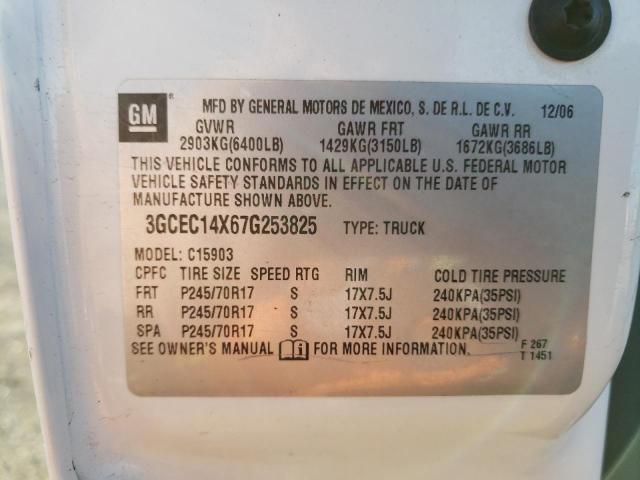 GM ® MFD BY GENERAL MOTORS DE MEXICO, S. DE R.L. DE C.V. 12/06
GVWR GAWR FRT GAWR RR
2903KG(6400LB) 1429KG(3150LB) 1672KG(3686LB)
THIS VEHICLE CONFORMS TO ALL APPLICABLE U.S. FEDERAL MOTOR
VEHICLE SAFETY STANDARDS IN EFFECT ON THE DATE OF
MANUFACTURE SHOWN ABOVE.
3GCEC14X67G253825 TYPE: TRUCK
MODEL: C15903
CPFC TIRE SIZE SPEED RTG RIM COLD TIRE PRESSURE
FRT P245/70R17 S 17X7.5J 240KPA(35PSI)
RR P245/70R17 S 17X7.5J 240KPA(35PSI)
SPA P245/70R17 S 17X7.5J 240KPA(35PSI)
SEE OWNER'S MANUAL i FOR MORE INFORMATION. F 267
T 1451